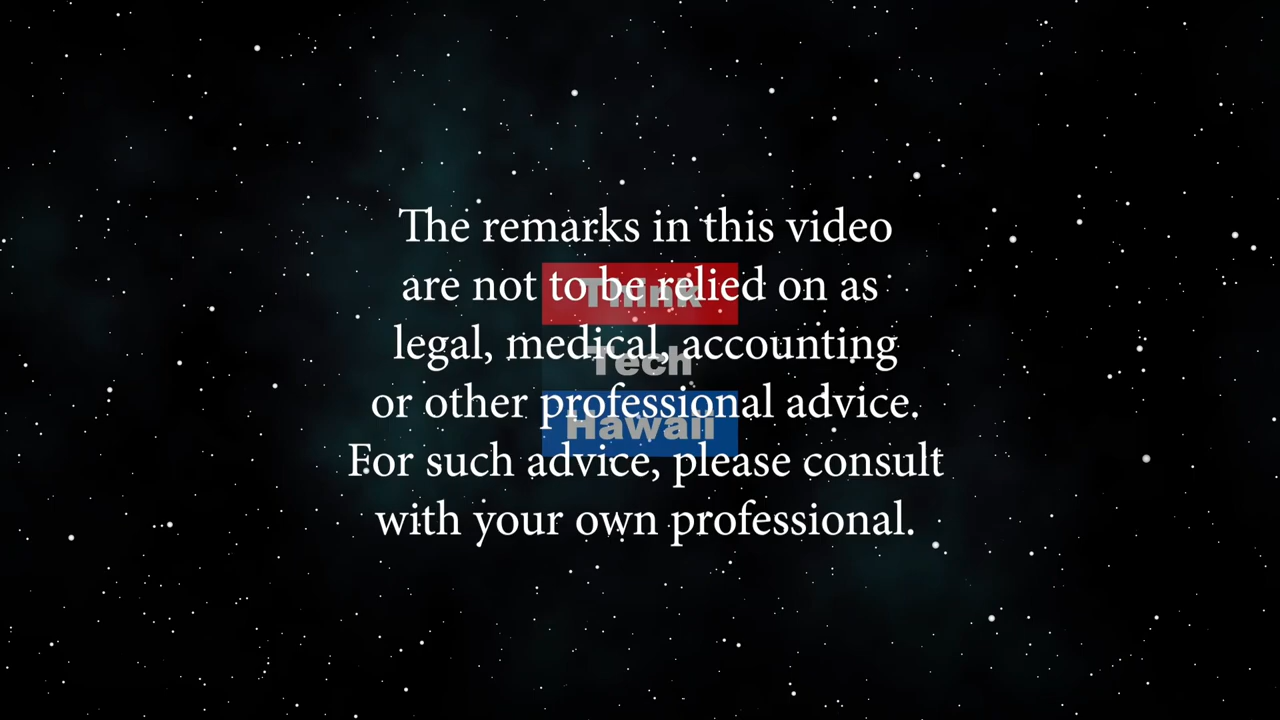 The remarks in this video
are not to be relied on as
legal, medical, accounting
or other professional advice.
For such advice, please consult
with your own professional.
Think
Tech
Hawaii